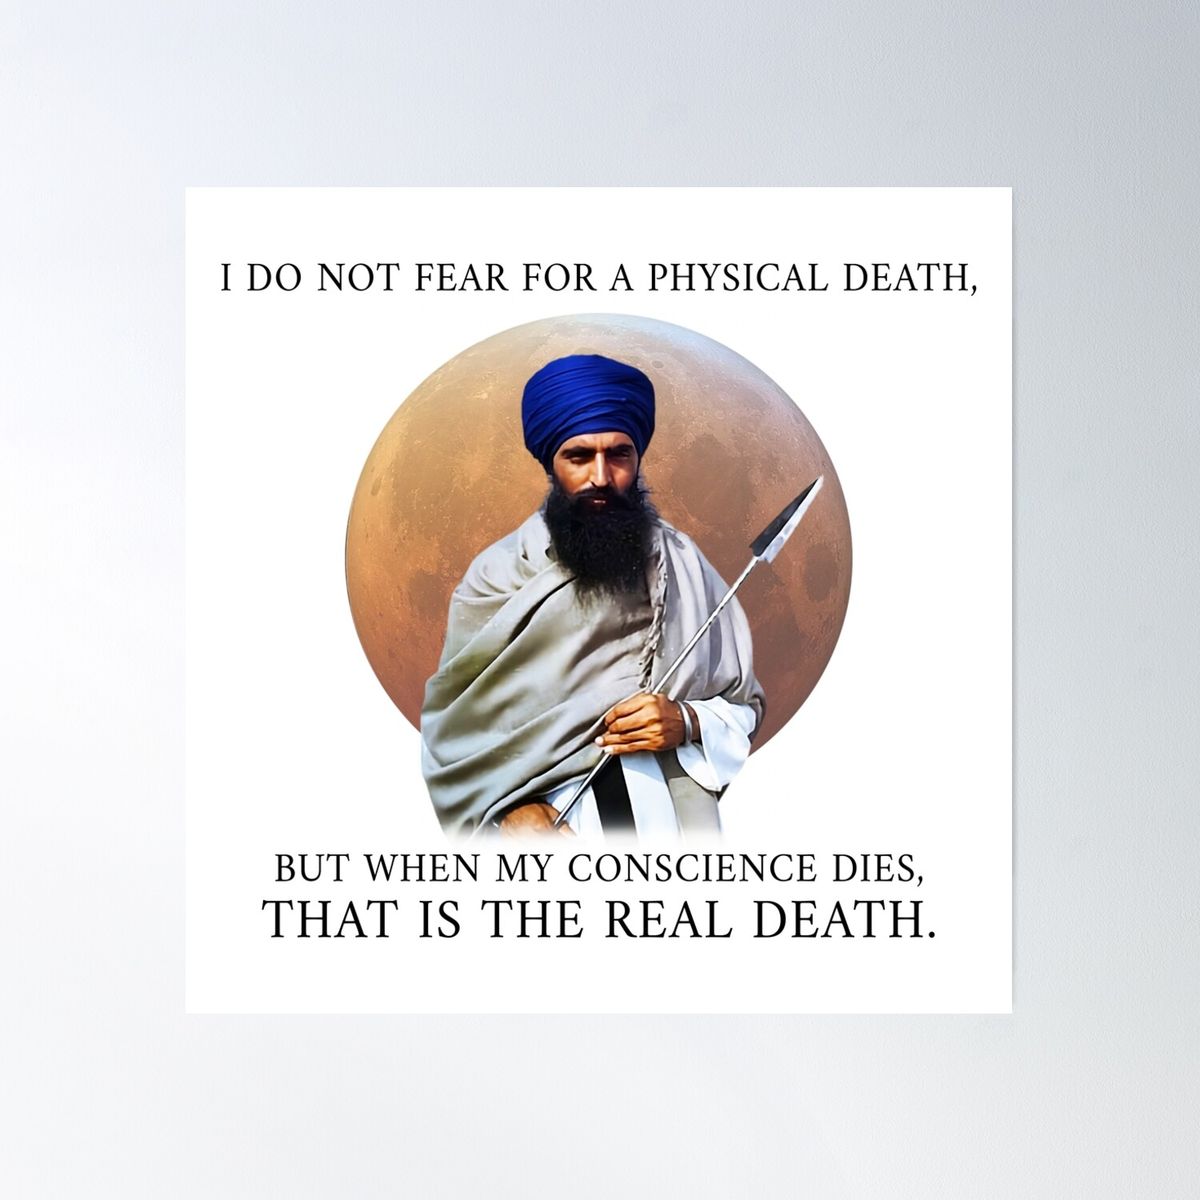 I DO NOT FEAR FOR A PHYSICAL DEATH,
BUT WHEN MY CONSCIENCE DIES,
THAT IS THE REAL DEATH.